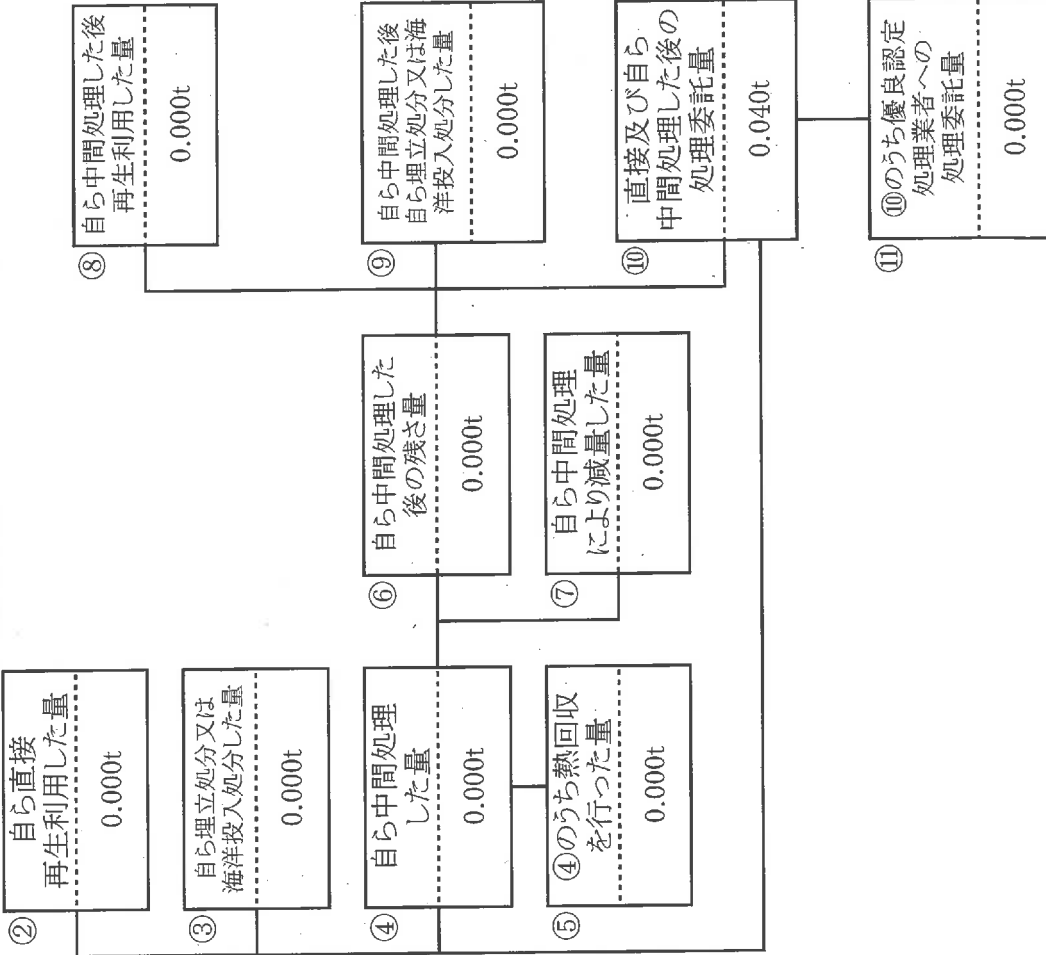 ②
自ら直接
再生利用した量
0.000t
③
自ら埋立処分又は
海洋投入処分した量
0.000t
④
自ら中間処理
した量
0.000t
⑤
④のうち熱回収
を行った量
0.000t
⑥
自ら中間処理した
後の残さ量
0.000t
⑦
自ら中間処理
により減量した量
0.000t
⑧
自ら中間処理した後
再生利用した量
0.000t
⑨
自ら中間処理した後
自ら埋立処分又は海
洋投入処分した量
0.000t
⑩
直接及び自ら
中間処理した後の
処理委託量
0.040t
⑪
⑩のうち優良認定
処理業者への
処理委託量
0.000t